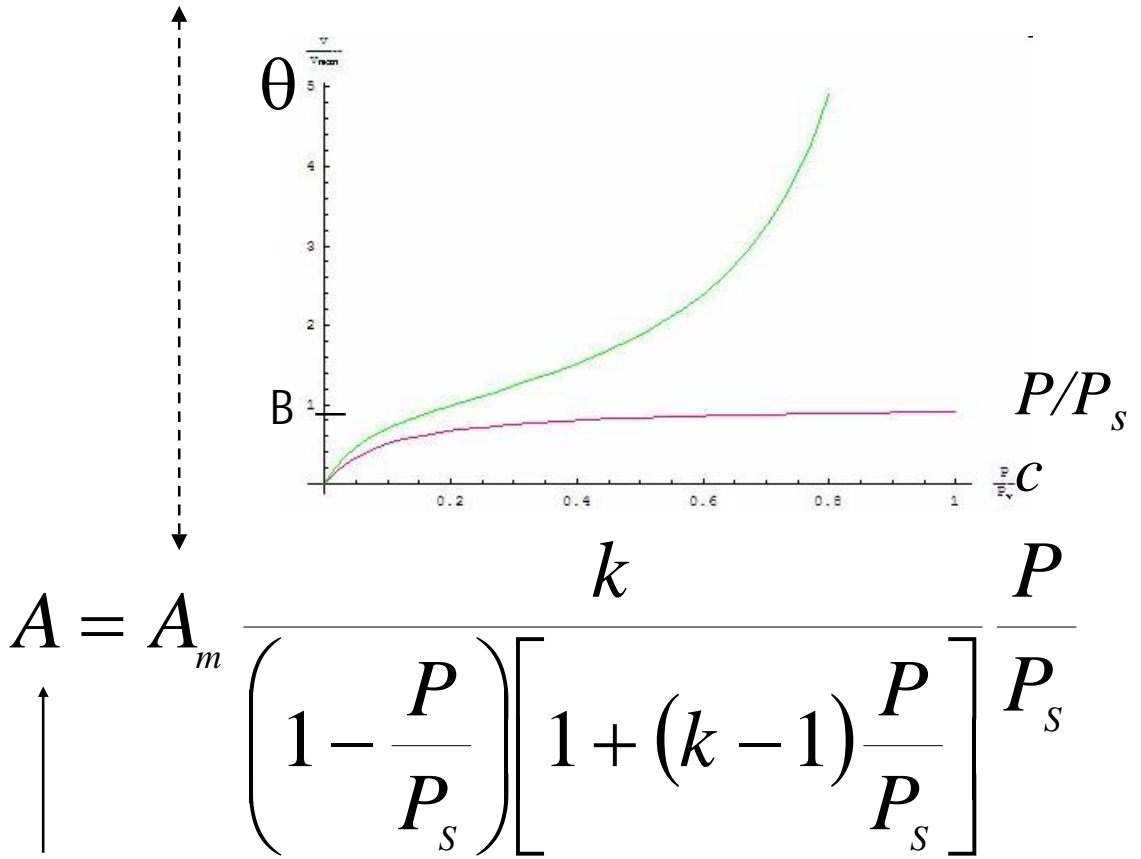 V
Vmon
θ 5
4
3
2
B 1
P/Ps
0.2 0.4 0.6 0.8 1
c
A = Am k / (1 − P/Ps)[1 + (k − 1) P/Ps] P/Ps